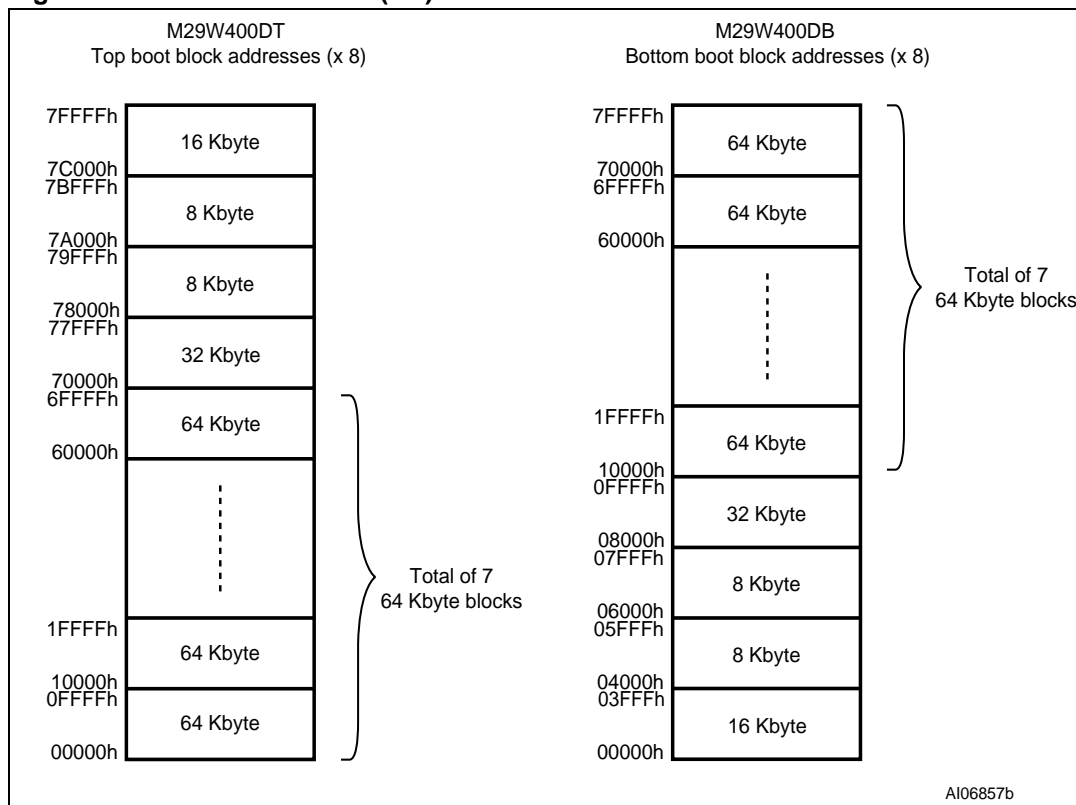 M29W400DT
Top boot block addresses (x 8)
7FFFFh
16 Kbyte
7C000h
7BFFFh
8 Kbyte
7A000h
79FFFh
8 Kbyte
78000h
77FFFh
32 Kbyte
70000h
6FFFFh
64 Kbyte
60000h
Total of 7
64 Kbyte blocks
1FFFFh
64 Kbyte
10000h
0FFFFh
64 Kbyte
00000h
M29W400DB
Bottom boot block addresses (x 8)
7FFFFh
64 Kbyte
70000h
6FFFFh
64 Kbyte
60000h
Total of 7
64 Kbyte blocks
1FFFFh
64 Kbyte
10000h
0FFFFh
32 Kbyte
08000h
07FFFh
8 Kbyte
06000h
05FFFh
8 Kbyte
04000h
03FFFh
16 Kbyte
00000h
AI06857b